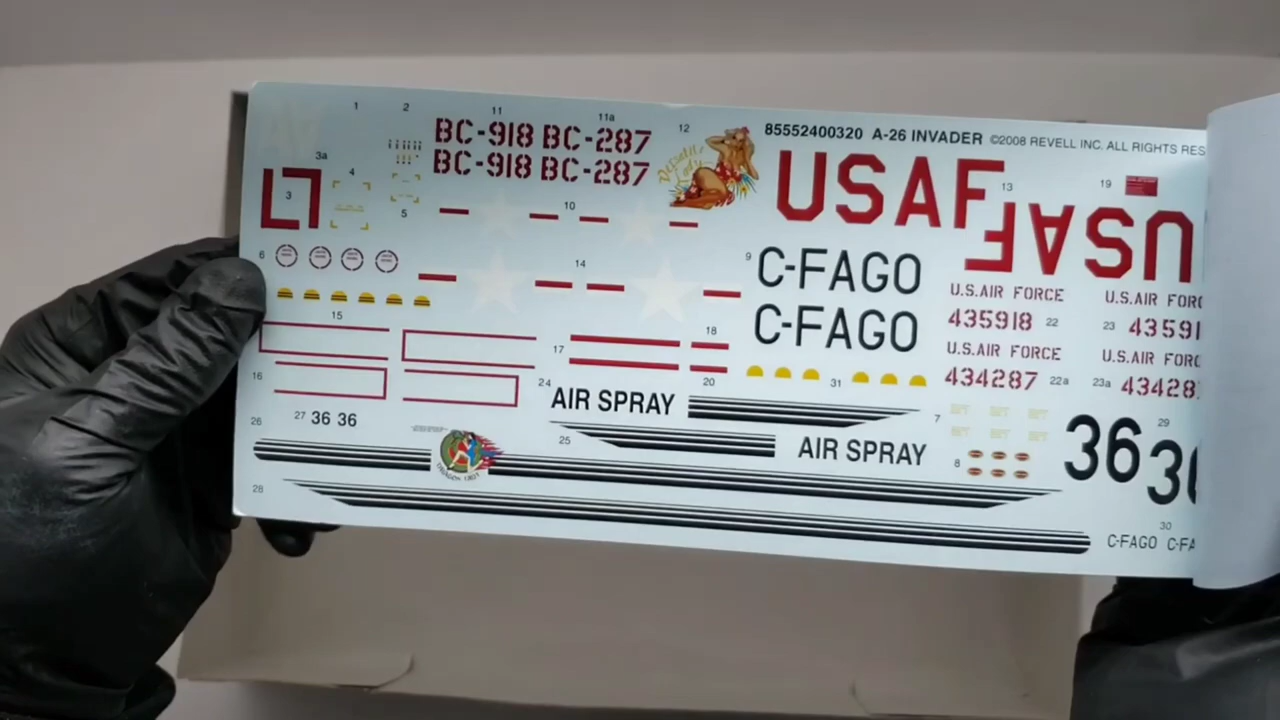 85552400320 A-26 INVADER ©2008 REVELL INC. ALL RIGHTS RES
1
2
11
11a
12
BC-918 BC-287
BC-918 BC-287
3a
3
4
5
10
13
19
USAF
USAF
6
14
9
C-FAGO
C-FAGO
U.S.AIR FORCE
435918 22
U.S.AIR FORCE
434287 22a
U.S.AIR FORC
23 43591
U.S.AIR FORC
23a 43428
15
16
17
18
20
31
24
AIR SPRAY
25
AIR SPRAY
7
8
26
27 36 36
28
29
36 36
30
C-FAGO C-FA